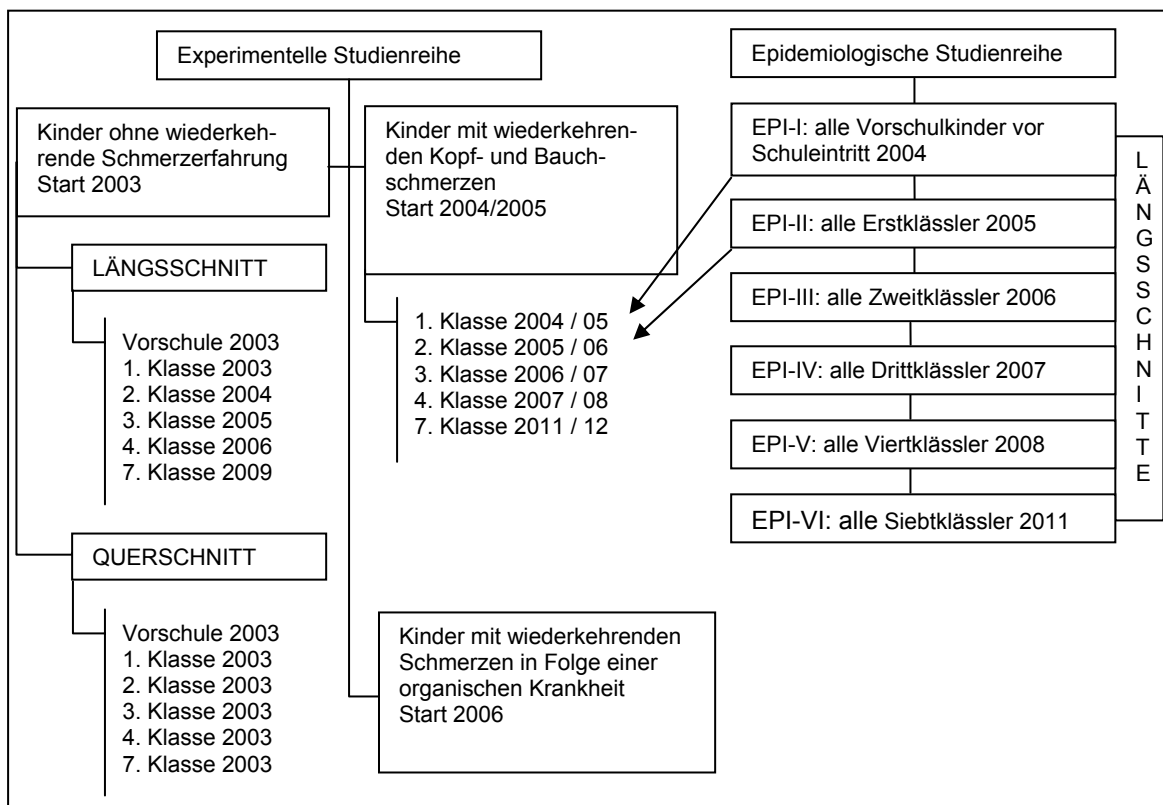 Experimentelle Studienreihe
Kinder ohne wiederkeh-
rende Schmerzerfahrung
Start 2003
LÄNGSSCHNITT
Vorschule 2003
1. Klasse 2003
2. Klasse 2004
3. Klasse 2005
4. Klasse 2006
7. Klasse 2009
QUERSCHNITT
Vorschule 2003
1. Klasse 2003
2. Klasse 2003
3. Klasse 2003
4. Klasse 2003
7. Klasse 2003
Kinder mit wiederkehren-
den Kopf- und Bauch-
schmerzen
Start 2004/2005
1. Klasse 2004 / 05
2. Klasse 2005 / 06
3. Klasse 2006 / 07
4. Klasse 2007 / 08
7. Klasse 2011 / 12
Kinder mit wiederkehrenden
Schmerzen in Folge einer
organischen Krankheit
Start 2006
Epidemiologische Studienreihe
EPI-I: alle Vorschulkinder vor
Schuleintritt 2004
EPI-II: alle Erstklässler 2005
EPI-III: alle Zweitklässler 2006
EPI-IV: alle Drittklässler 2007
EPI-V: alle Viertklässler 2008
EPI-VI: alle Siebtklässler 2011
LÄNGSSCHNITTE